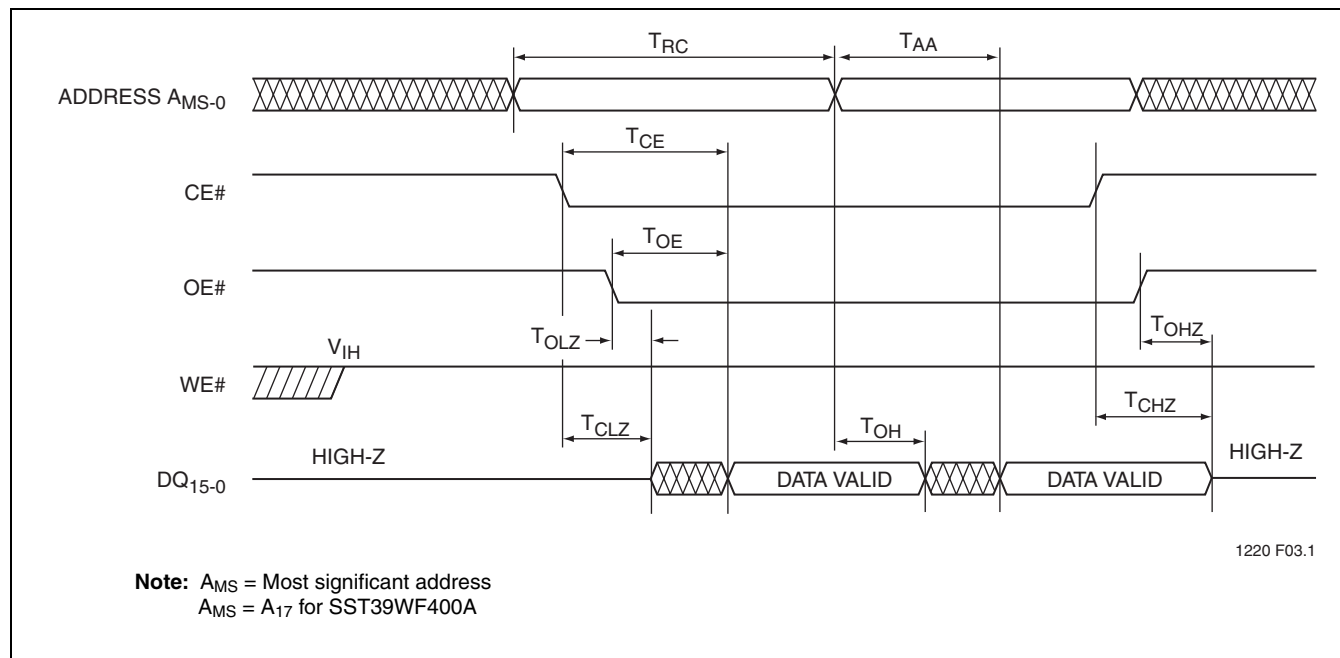 T_RC T_AA
ADDRESS A_MS-0
T_CE
CE#
T_OE
OE#
T_OLZ T_OHZ
V_IH
WE#
T_CHZ
T_CLZ T_OH
HIGH-Z HIGH-Z
DQ_15-0 DATA VALID DATA VALID
1220 F03.1
Note: A_MS = Most significant address
A_MS = A_17 for SST39WF400A